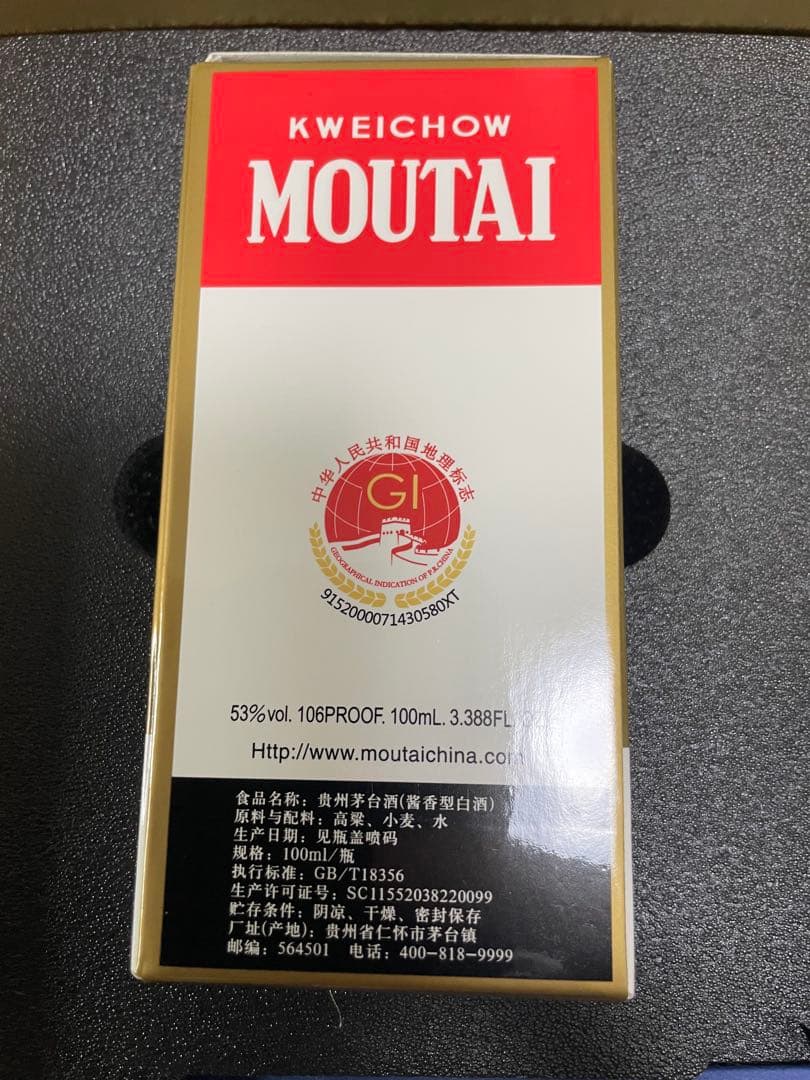 KWEICHOW
MOUTAI
中华人民共和国地理标志
GI
GEOGRAPHICAL INDICATION OF P.R.CHINA
9152000071430580XT
53%vol. 106PROOF. 100mL. 3.388FL
Http://www.moutaichina.com
食品名称：贵州茅台酒(酱香型白酒)
原料与配料：高粱、小麦、水
生产日期：见瓶盖喷码
规格：100ml/瓶
执行标准：GB/T18356
生产许可证号：SC11552038220099
贮存条件：阴凉、干燥、密封保存
厂址(产地)：贵州省仁怀市茅台镇
邮编：564501 电话：400-818-9999